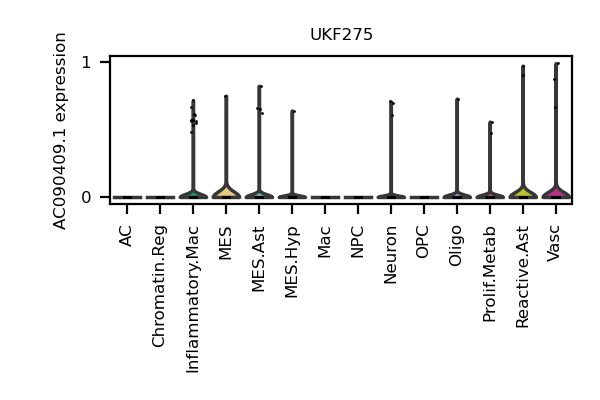 UKF275
AC090409.1 expression
1
0
AC
Chromatin.Reg
Inflammatory.Mac
MES
MES.Ast
MES.Hyp
Mac
NPC
Neuron
OPC
Oligo
Prolif.Metab
Reactive.Ast
Vasc